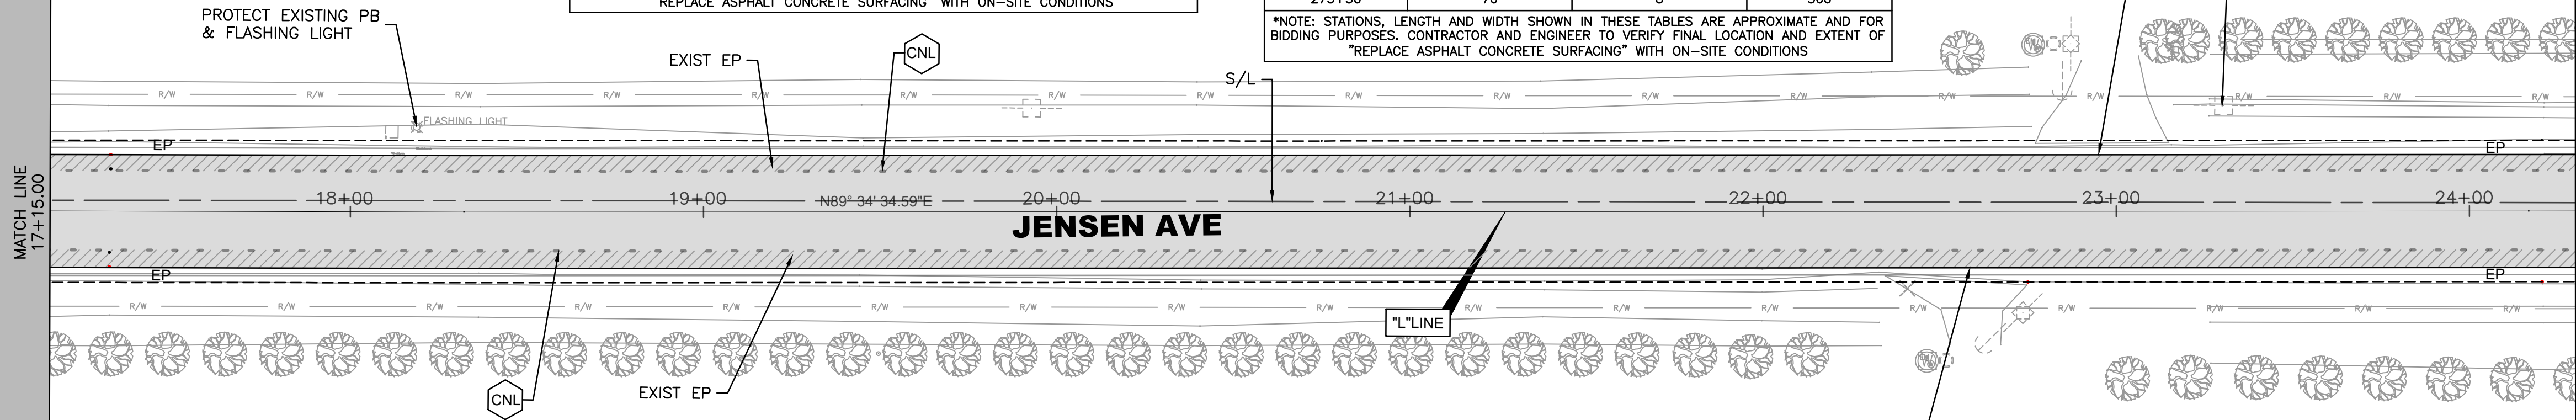 PROTECT EXISTING PB
& FLASHING LIGHT
REPLACE ASPHALT CONCRETE SURFACING" WITH ON-SITE CONDITIONS
*NOTE: STATIONS, LENGTH AND WIDTH SHOWN IN THESE TABLES ARE APPROXIMATE AND FOR
BIDDING PURPOSES. CONTRACTOR AND ENGINEER TO VERIFY FINAL LOCATION AND EXTENT OF
"REPLACE ASPHALT CONCRETE SURFACING" WITH ON-SITE CONDITIONS
EXIST EP
CNL
S/L
R/W R/W R/W R/W R/W R/W R/W R/W R/W R/W R/W R/W R/W R/W R/W R/W R/W
FLASHING LIGHT
EP
EP
MATCH LINE
17+15.00
18+00 19+00 N89° 34' 34.59"E 20+00 21+00 22+00 23+00 24+00
JENSEN AVE
EP
EP
R/W R/W R/W R/W R/W R/W R/W R/W R/W R/W R/W R/W R/W R/W R/W R/W R/W
"L"LINE
CNL
EXIST EP